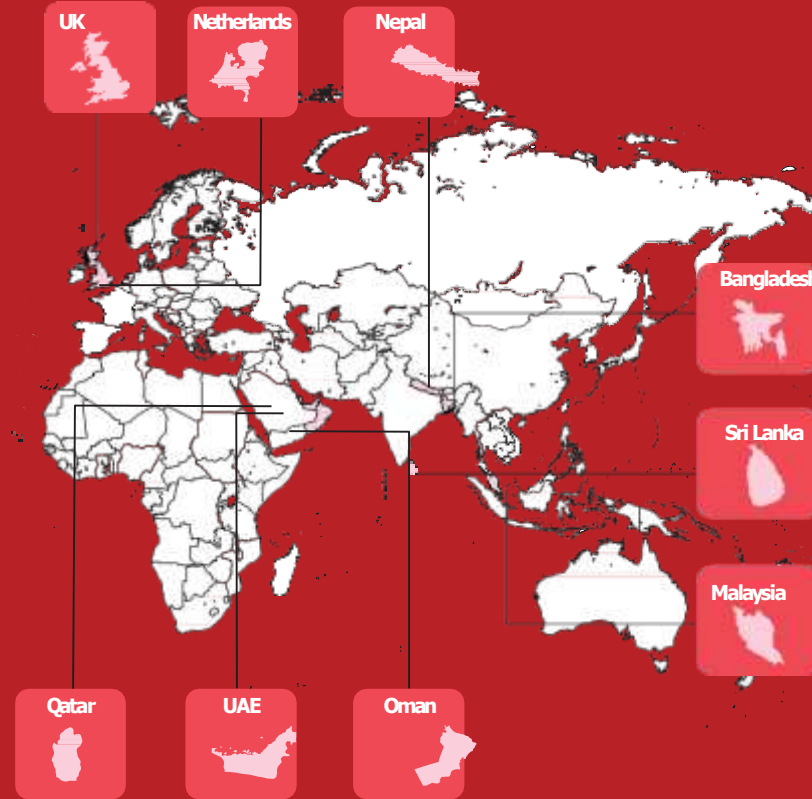 UK
Netherlands
Nepal
Bangladesh
Sri Lanka
Malaysia
Qatar
UAE
Oman